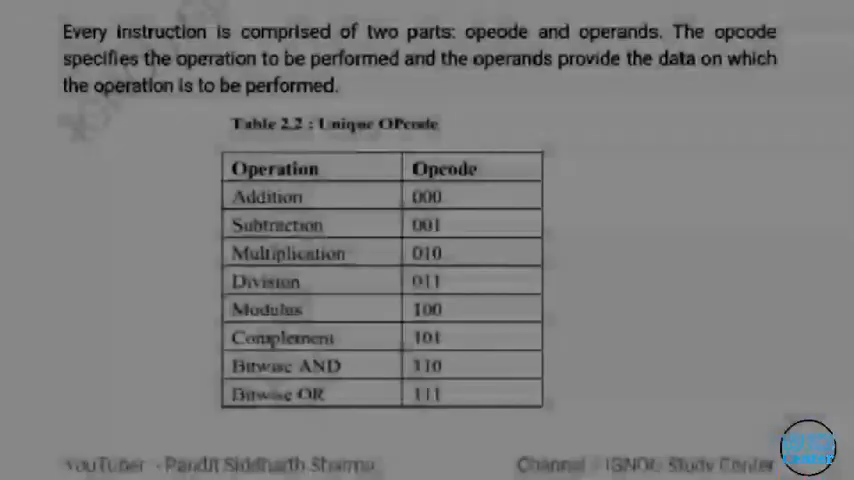 Every instruction is comprised of two parts: opcode and operands. The opcode
specifies the operation to be performed and the operands provide the data on which
the operation is to be performed.
Table 2.2 : Unique OPcode
Operation Opcode
Addition 000
Subtraction 001
Multiplication 010
Division 011
Modulus 100
Complement 101
Bitwise AND 110
Bitwise OR 111
YouTuber - Pandit Siddharth Sharma
Channel - IGNOU Study Center
Center